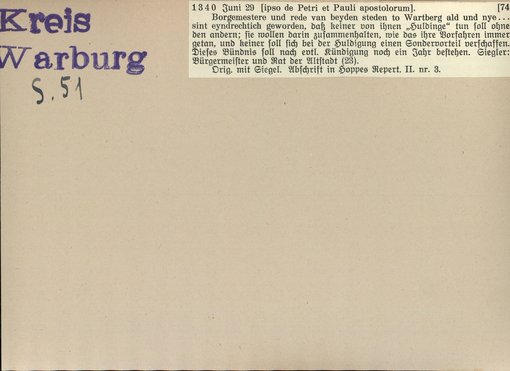 Kreis
Warburg
S. 51
1340 Juni 29 [ipso de Petri et Pauli apostolorum]. [74
Borgemestere und rede van beyden steden to Wartberg ald und nye...
sint eyndrechtich geworden, daß keiner von ihnen „Huldinge“ tun soll ohne
den andern; sie wollen darin zusammenhalten, wie das ihre Vorfahren immer
getan, und keiner soll sich bei der Huldigung einen Sondervorteil verschaffen.
Dieses Bündnis soll nach evtl. Kündigung noch ein Jahr bestehen. Siegler:
Bürgermeister und Rat der Altstadt (23).
Orig. mit Siegel. Abschrift in Hoppes Repert. II. nr. 3.